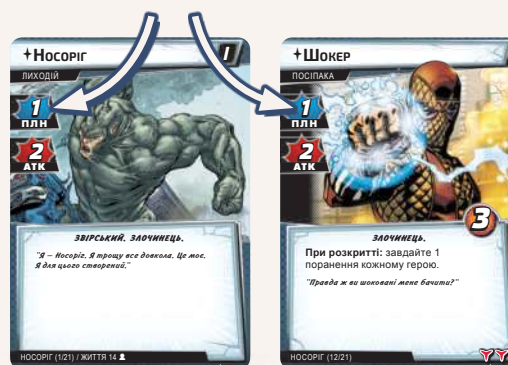 Носоріг
I
ЛИХОДІЙ
1
ПЛН
2
АТК
ЗВІРСЬКИЙ. ЗЛОЧИНЕЦЬ.
"Я – Носоріг. Я трощу все довкола. Це моє.
Я для цього створений."
НОСОРІГ (1/21) / ЖИТТЯ 14
Шокер
ПОСІПАКА
1
ПЛН
2
АТК
3
ЗЛОЧИНЕЦЬ.
При розкритті: завдайте 1
поранення кожному герою.
"Правда ж ви шоковані мене бачити?"
НОСОРІГ (12/21)